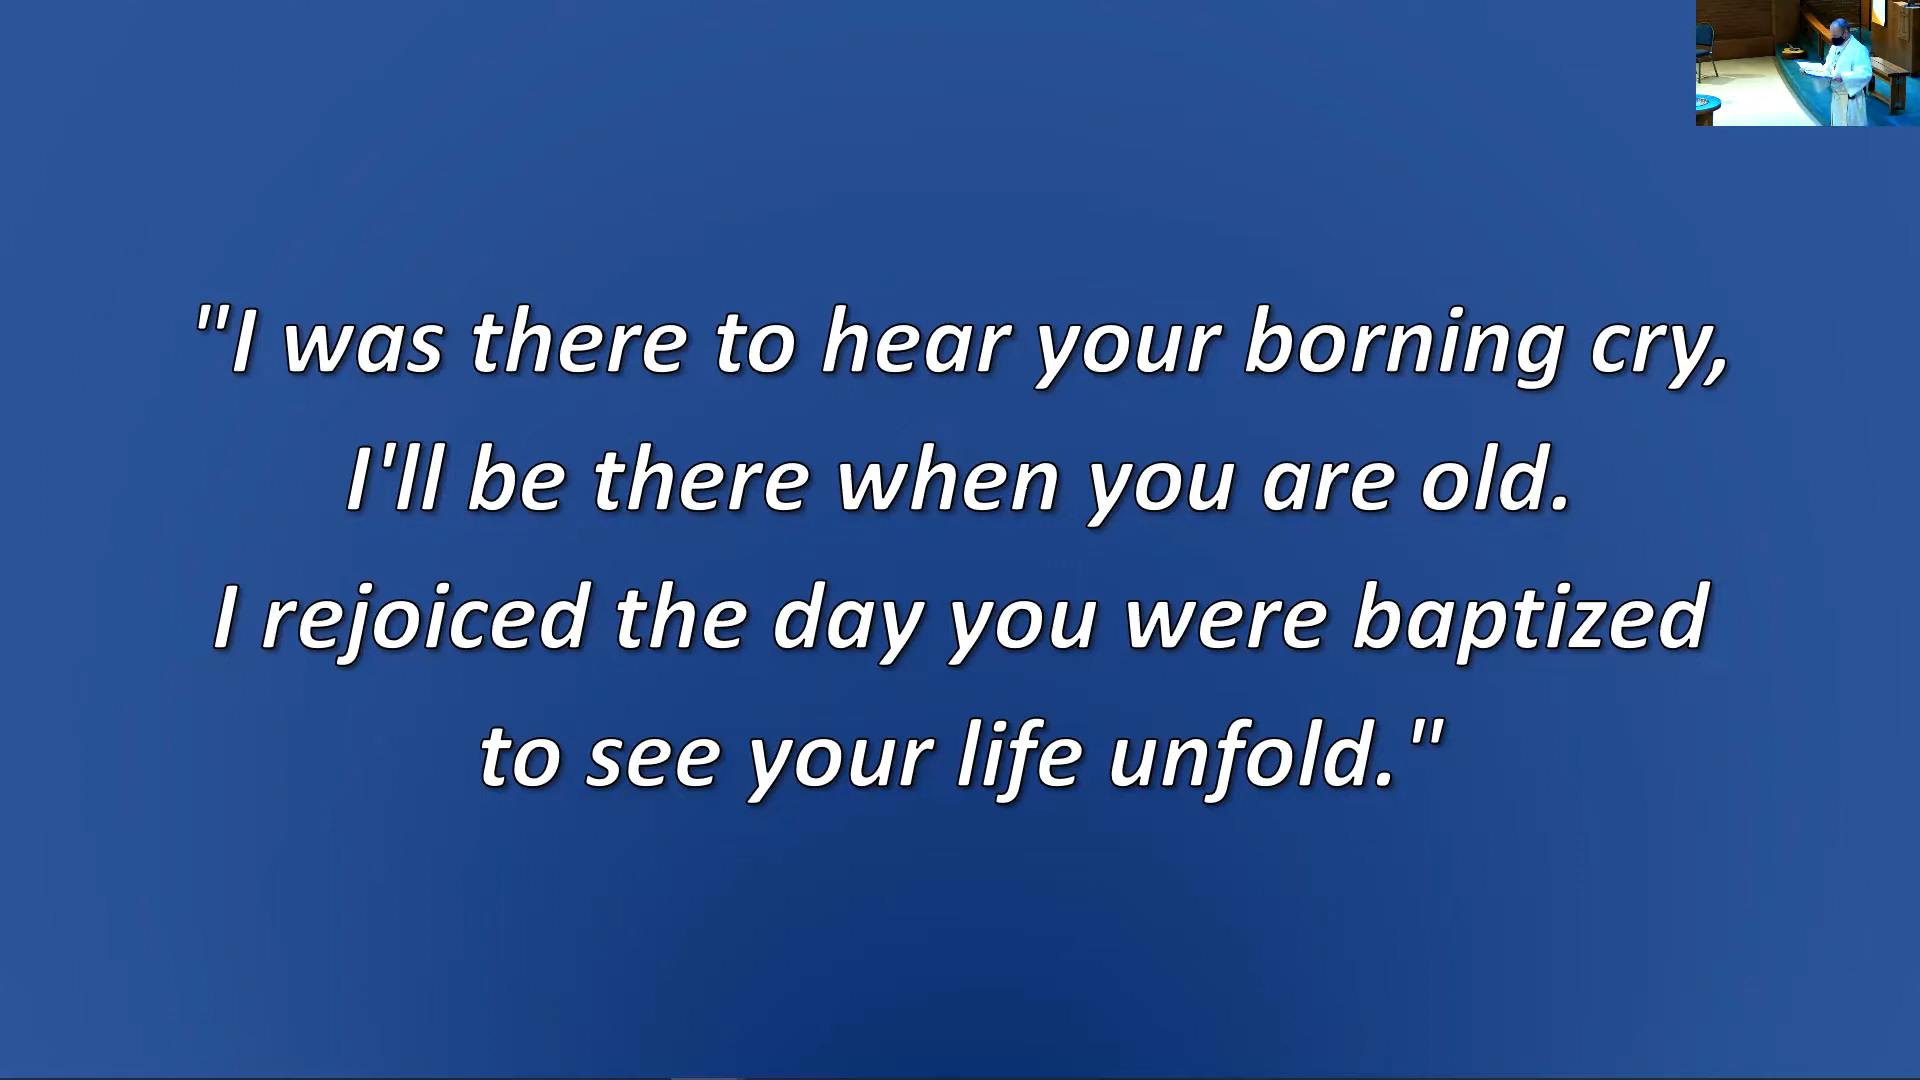 "I was there to hear your borning cry,
I'll be there when you are old.
I rejoiced the day you were baptized
to see your life unfold."